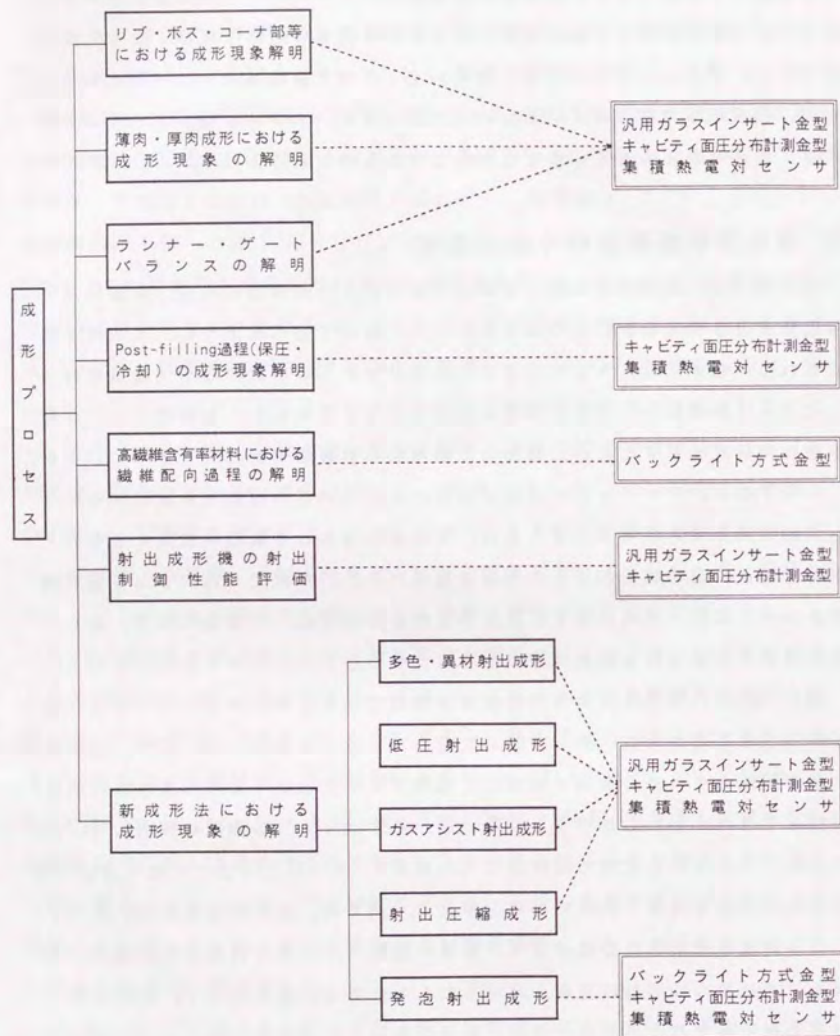 リブ・ボス・コーナ部等
における成形現象解明
薄肉・厚肉成形における
成形現象の解明
汎用ガラスインサート金型
キャビティ面圧分布計測金型
集積熱電対センサ
ランナー・ゲート
バランスの解明
成形プロセス
Post-filling過程(保圧・
冷却)の成形現象解明
キャビティ面圧分布計測金型
集積熱電対センサ
高繊維含有率材料における
繊維配向過程の解明
バックライト方式金型
射出成形機の射出
制御性能評価
汎用ガラスインサート金型
キャビティ面圧分布計測金型
新成形法における
成形現象の解明
多色・異材射出成形
低圧射出成形
ガスアシスト射出成形
射出圧縮成形
汎用ガラスインサート金型
キャビティ面圧分布計測金型
集積熱電対センサ
発泡射出成形
バックライト方式金型
キャビティ面圧分布計測金型
集積熱電対センサ